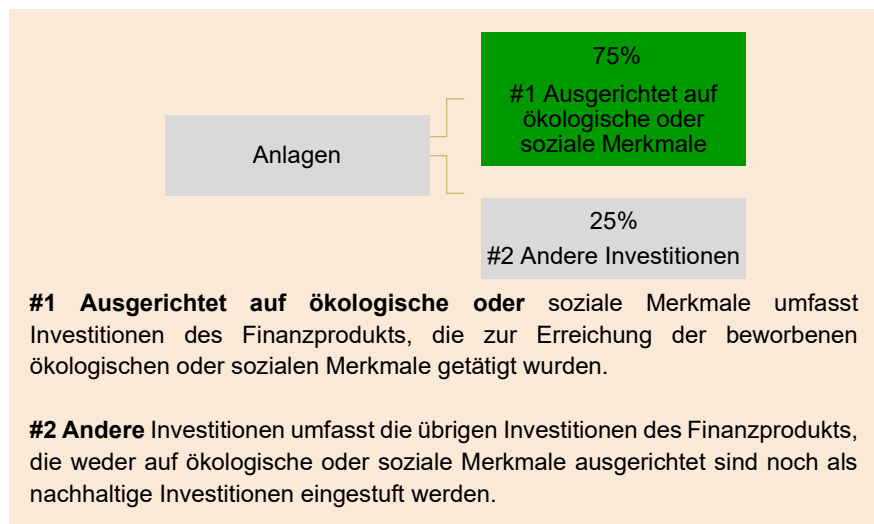 75%
#1 Ausgerichtet auf
ökologische oder
soziale Merkmale
Anlagen
25%
#2 Andere Investitionen
#1 Ausgerichtet auf ökologische oder soziale Merkmale umfasst
Investitionen des Finanzprodukts, die zur Erreichung der beworbenen
ökologischen oder sozialen Merkmale getätigt wurden.
#2 Andere Investitionen umfasst die übrigen Investitionen des Finanzprodukts,
die weder auf ökologische oder soziale Merkmale ausgerichtet sind noch als
nachhaltige Investitionen eingestuft werden.